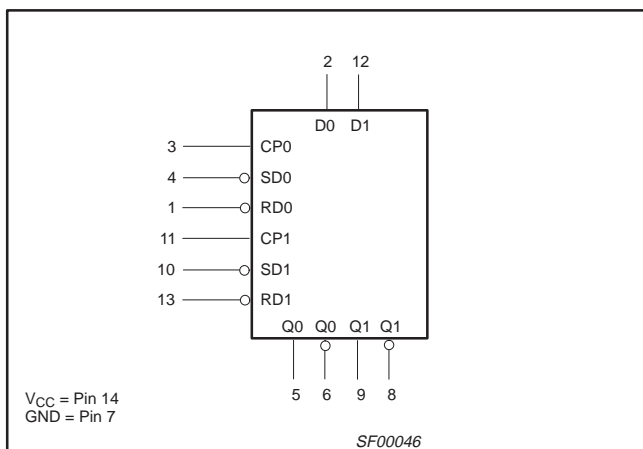 2 12
D0 D1
3 CP0
4 SD0
1 RD0
11 CP1
10 SD1
13 RD1
Q0 Q0 Q1 Q1
5 6 9 8
VCC = Pin 14
GND = Pin 7
SF00046